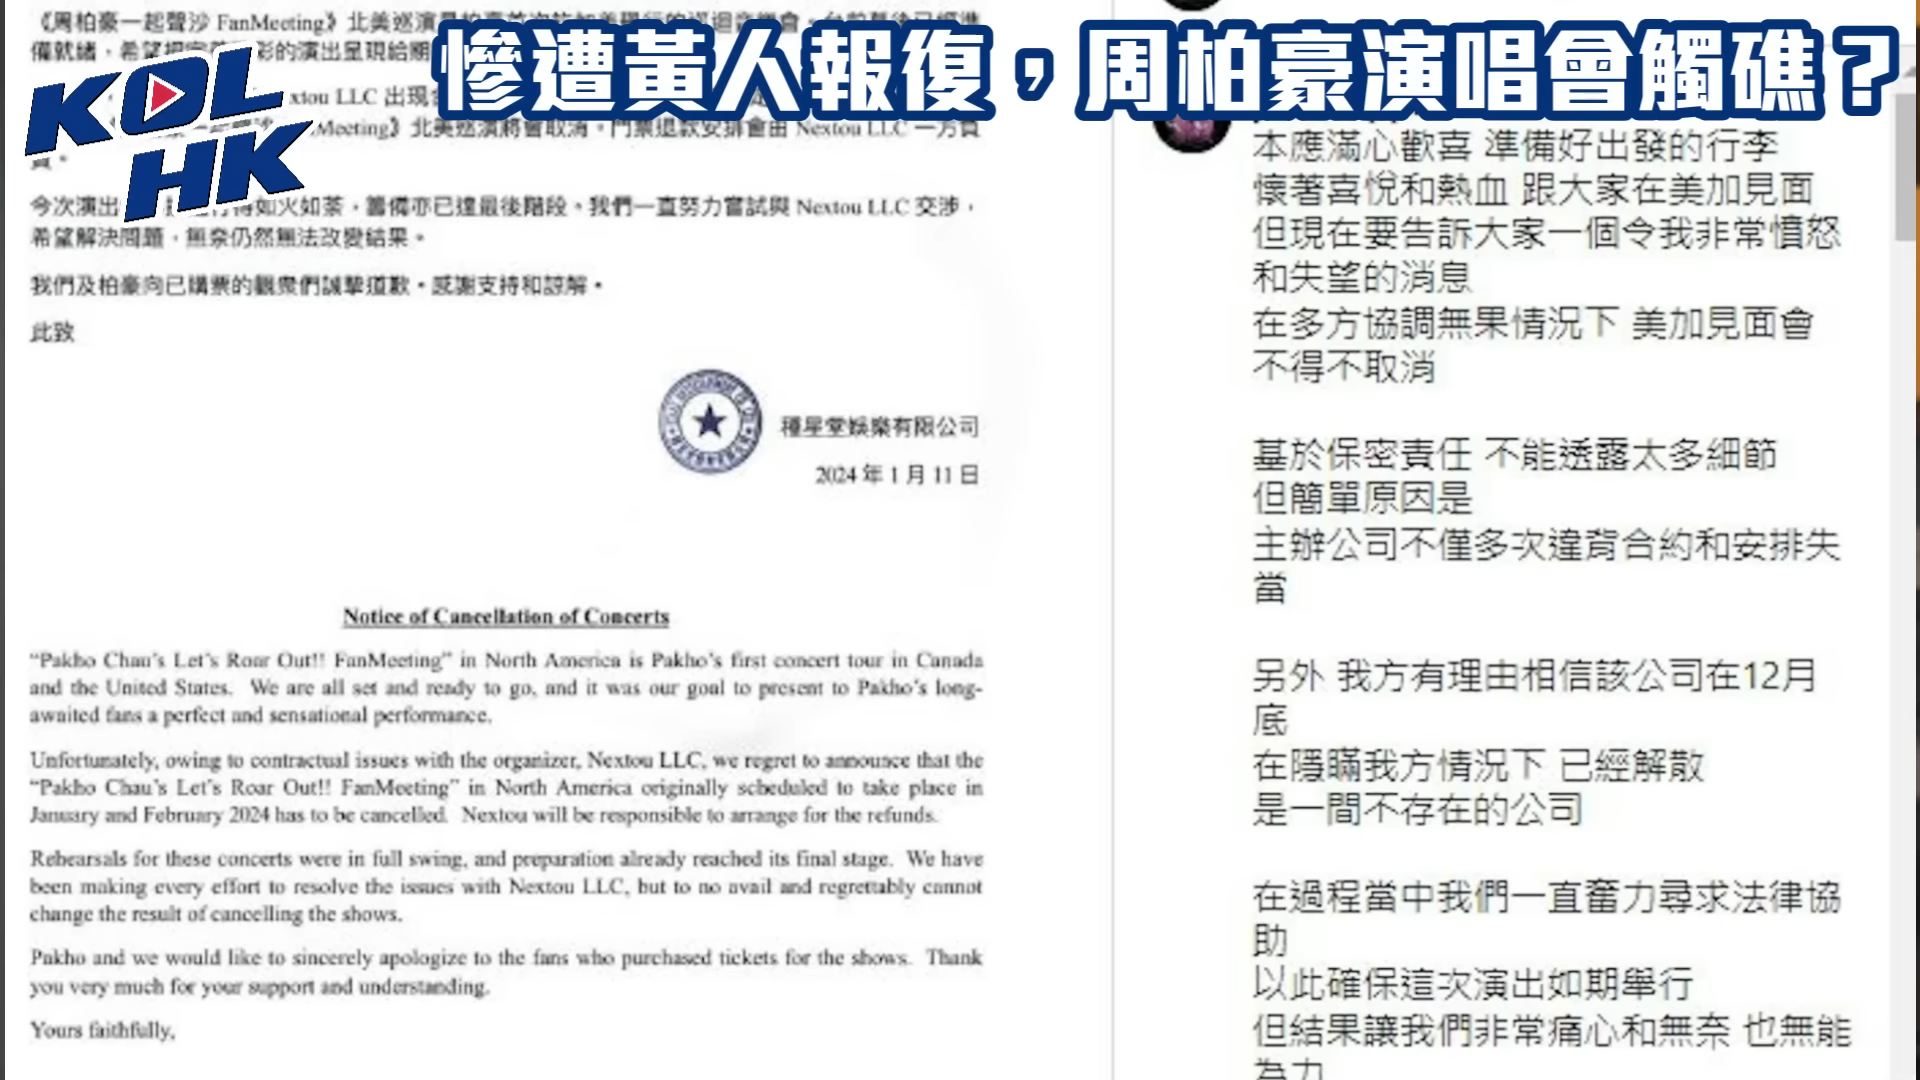 慘遭黃人報復，周柏豪演唱會觸礁？
KOL
HK
《周柏豪一起聲沙 FanMeeting》北美巡演
備就緒，希望把
彩的演出呈現給期
xtou LLC 出現合
Meeting》北美巡演將會取消。門票退款安排會由 Nextou LLC 一方負
責。
今次演出
行得如火如荼，籌備亦已達最後階段。我們一直努力嘗試與 Nextou LLC 交涉，
希望解決問題，無奈仍然無法改變結果。
我們及柏豪向已購票的觀眾們誠摯道歉。感謝支持和諒解。
此致
種星堂娛樂有限公司
2024 年 1 月 11 日
Notice of Cancellation of Concerts
“Pakho Chau’s Let’s Roar Out!! FanMeeting” in North America is Pakho’s first concert tour in Canada
and the United States. We are all set and ready to go, and it was our goal to present to Pakho’s long-
awaited fans a perfect and sensational performance.
Unfortunately, owing to contractual issues with the organizer, Nextou LLC, we regret to announce that the
“Pakho Chau’s Let’s Roar Out!! FanMeeting” in North America originally scheduled to take place in
January and February 2024 has to be cancelled. Nextou will be responsible to arrange for the refunds.
Rehearsals for these concerts were in full swing, and preparation already reached its final stage. We have
been making every effort to resolve the issues with Nextou LLC, but to no avail and regrettably cannot
change the result of cancelling the shows.
Pakho and we would like to sincerely apologize to the fans who purchased tickets for the shows. Thank
you very much for your support and understanding.
Yours faithfully,
本應滿心歡喜 準備好出發的行李
懷著喜悅和熱血 跟大家在美加見面
但現在要告訴大家一個令我非常憤怒
和失望的消息
在多方協調無果情況下 美加見面會
不得不取消
基於保密責任 不能透露太多細節
但簡單原因是
主辦公司不僅多次違背合約和安排失
當
另外 我方有理由相信該公司在12月
底
在隱瞞我方情況下 已經解散
是一間不存在的公司
在過程當中我們一直奮力尋求法律協
助
以此確保這次演出如期舉行
但結果讓我們非常痛心和無奈 也無能
為力